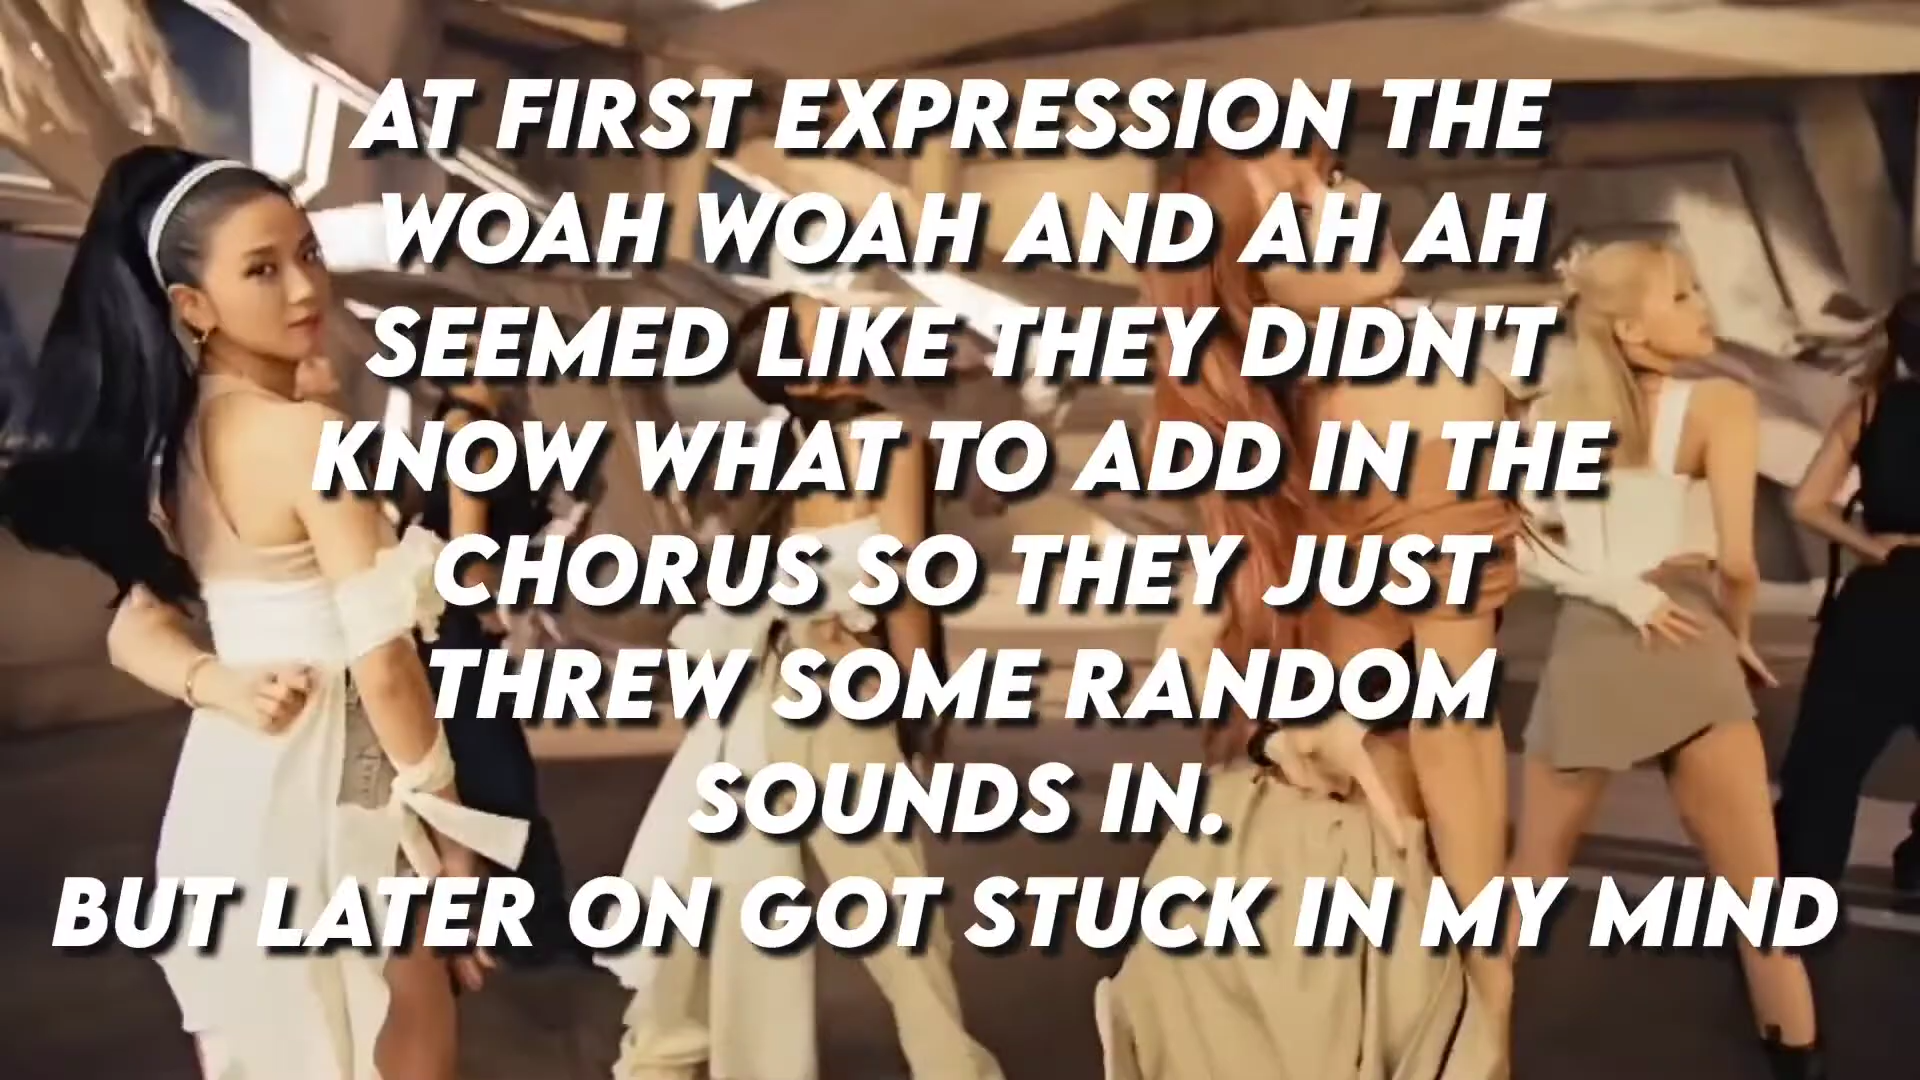 AT FIRST EXPRESSION THE
WOAH WOAH AND AH AH
SEEMED LIKE THEY DIDN'T
KNOW WHAT TO ADD IN THE
CHORUS SO THEY JUST
THREW SOME RANDOM
SOUNDS IN.
BUT LATER ON GOT STUCK IN MY MIND